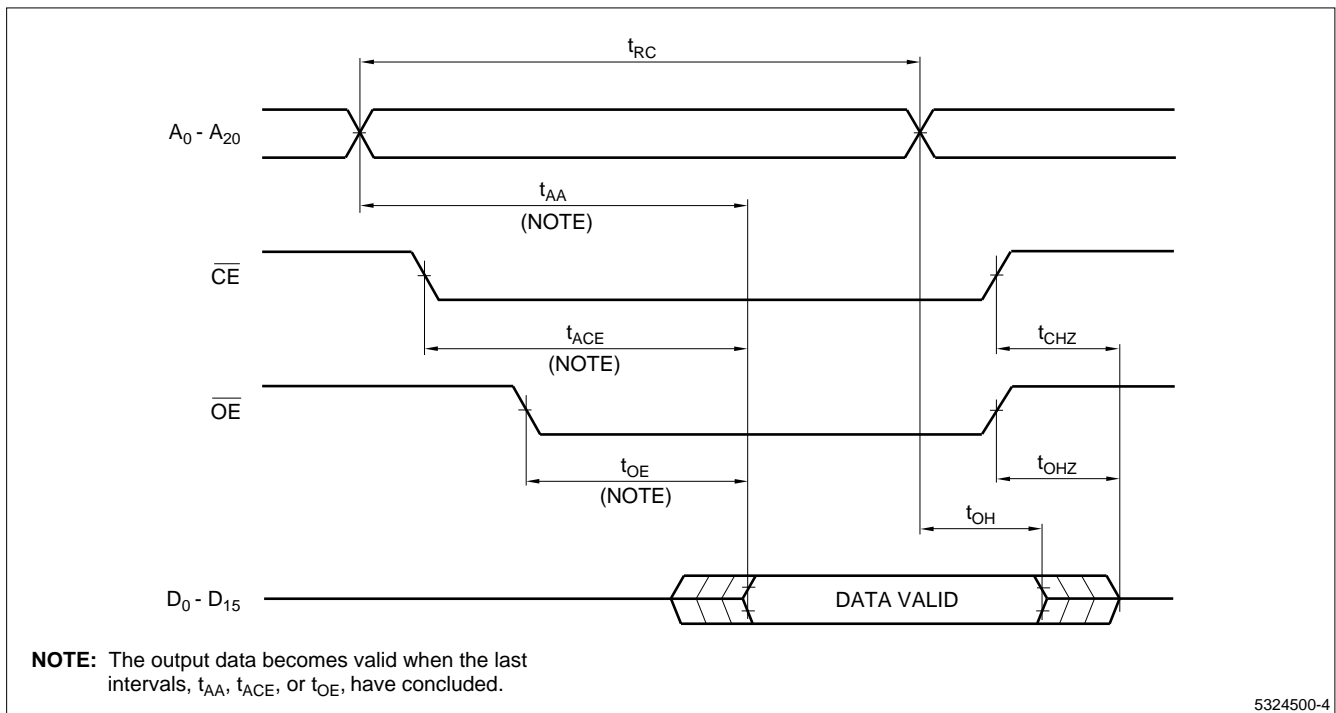 tRC
A0 - A20
tAA
(NOTE)
CE
tACE
(NOTE)
tCHZ
OE
tOE
(NOTE)
tOHZ
tOH
D0 - D15
DATA VALID
NOTE: The output data becomes valid when the last
intervals, tAA, tACE, or tOE, have concluded.
5324500-4